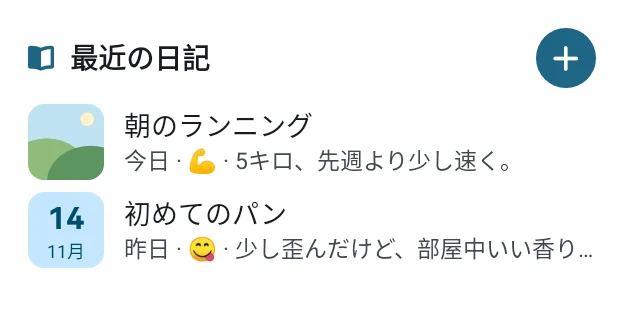 最近の日記
朝のランニング
今日 · 💪 · 5キロ、先週より少し速く。
14
11月
初めてのパン
昨日 · 😋 · 少し歪んだけど、部屋中いい香り…